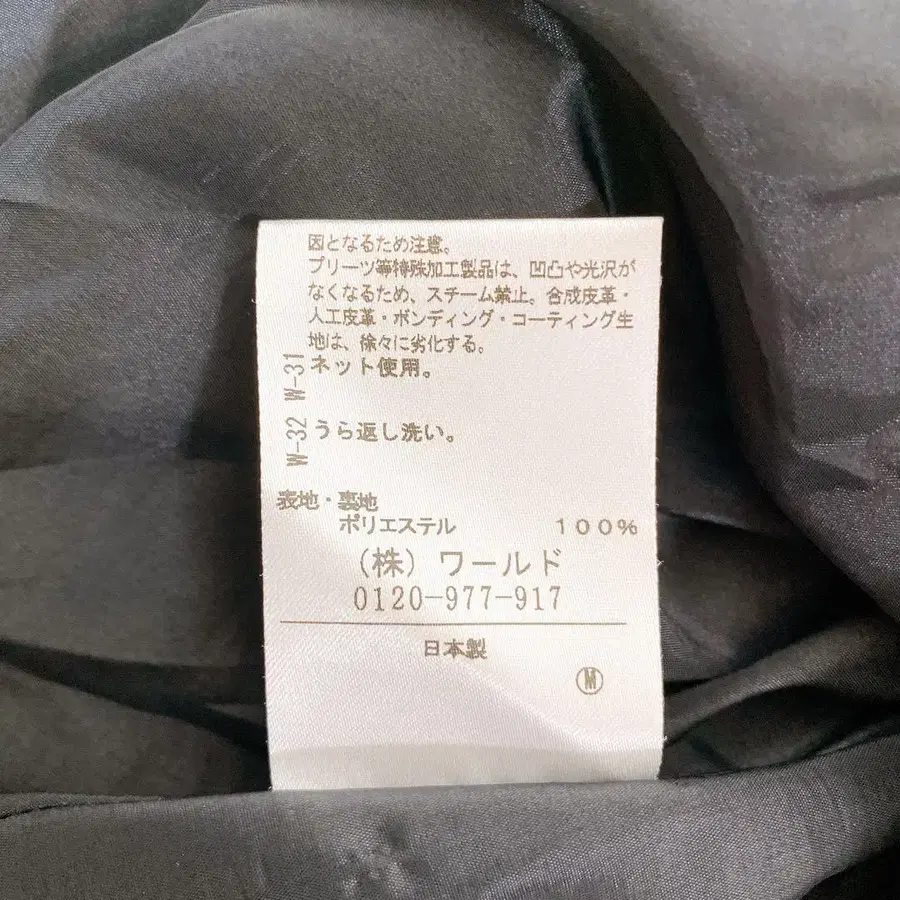 因となるため注意。
プリーツ等特殊加工製品は、凹凸や光沢が
なくなるため、スチーム禁止。合成皮革・
人工皮革・ボンディング・コーティング生
地は、徐々に劣化する。
W-31 ネット使用。
W-32 うら返し洗い。
表地・裏地
ポリエステル 100%
(株) ワールド
0120-977-917
日本製
M